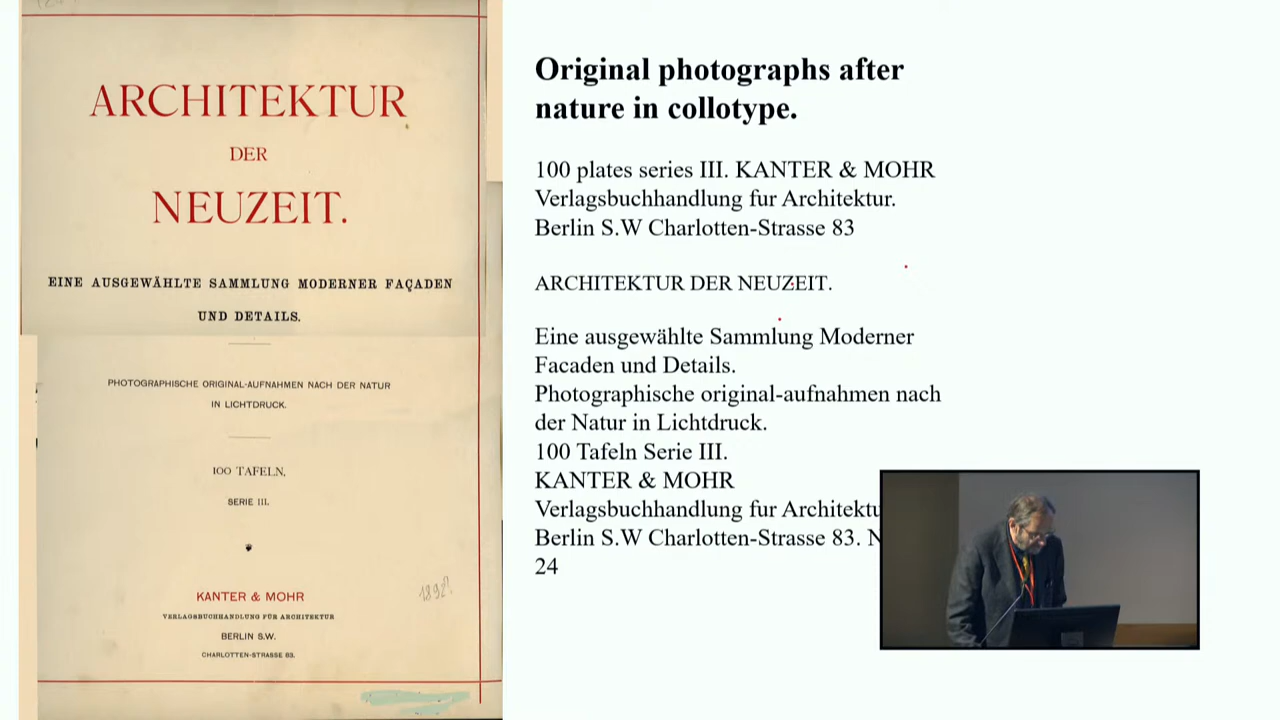 ARCHITEKTUR
DER
NEUZEIT.
EINE AUSGEWÄHLTE SAMMLUNG MODERNER FAÇADEN
UND DETAILS.
PHOTOGRAPHISCHE ORIGINAL-AUFNAHMEN NACH DER NATUR
IN LICHTDRUCK.
100 TAFELN.
SERIE III.
1892?
KANTER & MOHR
VERLAGSBUCHHANDLUNG FÜR ARCHITEKTUR
BERLIN S.W.
CHARLOTTEN-STRASSE 83.
Original photographs after
nature in collotype.
100 plates series III. KANTER & MOHR
Verlagsbuchhandlung fur Architektur.
Berlin S.W Charlotten-Strasse 83
ARCHITEKTUR DER NEUZEIT.
Eine ausgewählte Sammlung Moderner
Facaden und Details.
Photographische original-aufnahmen nach
der Natur in Lichtdruck.
100 Tafeln Serie III.
KANTER & MOHR
Verlagsbuchhandlung fur Architektu
Berlin S.W Charlotten-Strasse 83. N
24